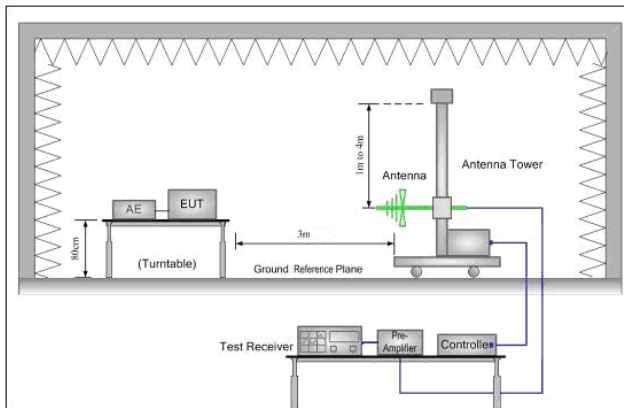 1m to 4m
Antenna
Antenna Tower
AE
EUT
80cm
(Turntable)
3m
Ground Reference Plane
Test Receiver
Pre-
Amplifier
Controller